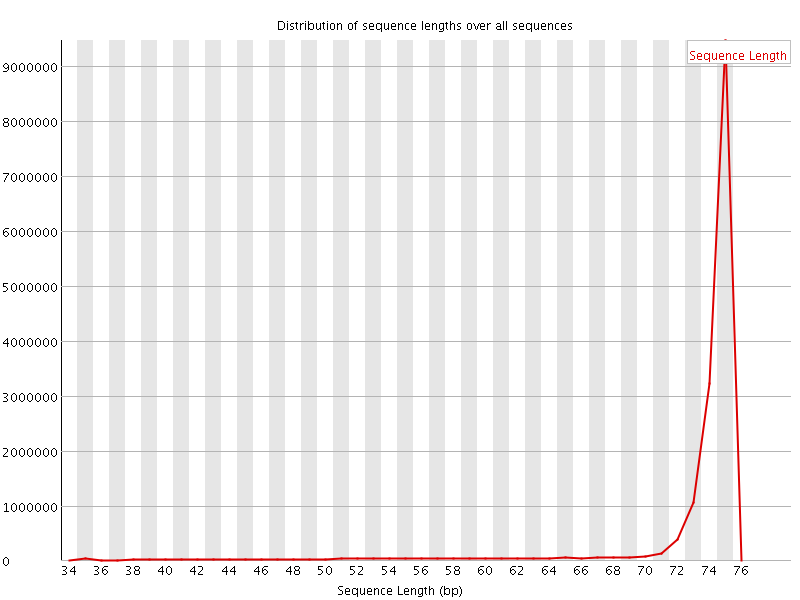 Distribution of sequence lengths over all sequences
Sequence Length
9000000
8000000
7000000
6000000
5000000
4000000
3000000
2000000
1000000
0
34 36 38 40 42 44 46 48 50 52 54 56 58 60 62 64 66 68 70 72 74 76
Sequence Length (bp)